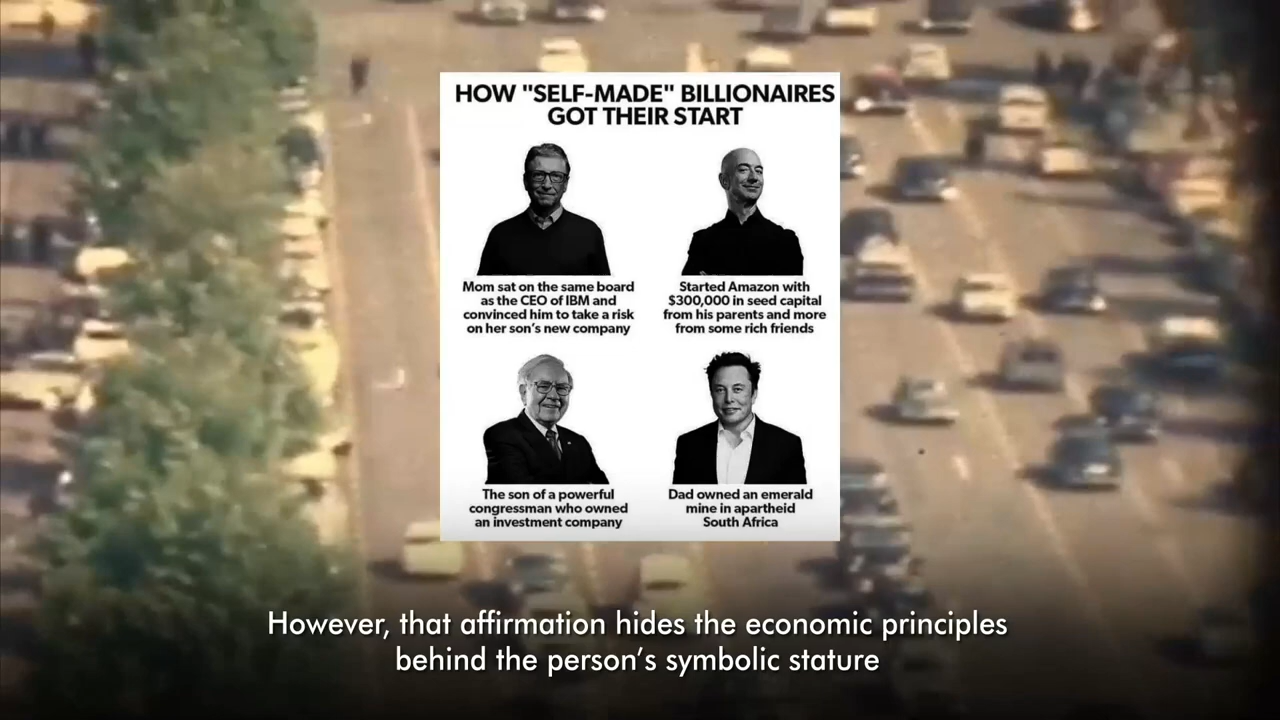 HOW "SELF-MADE" BILLIONAIRES
GOT THEIR START
Mom sat on the same board
as the CEO of IBM and
convinced him to take a risk
on her son's new company
Started Amazon with
$300,000 in seed capital
from his parents and more
from some rich friends
The son of a powerful
congressman who owned
an investment company
Dad owned an emerald
mine in apartheid
South Africa
However, that affirmation hides the economic principles
behind the person's symbolic stature